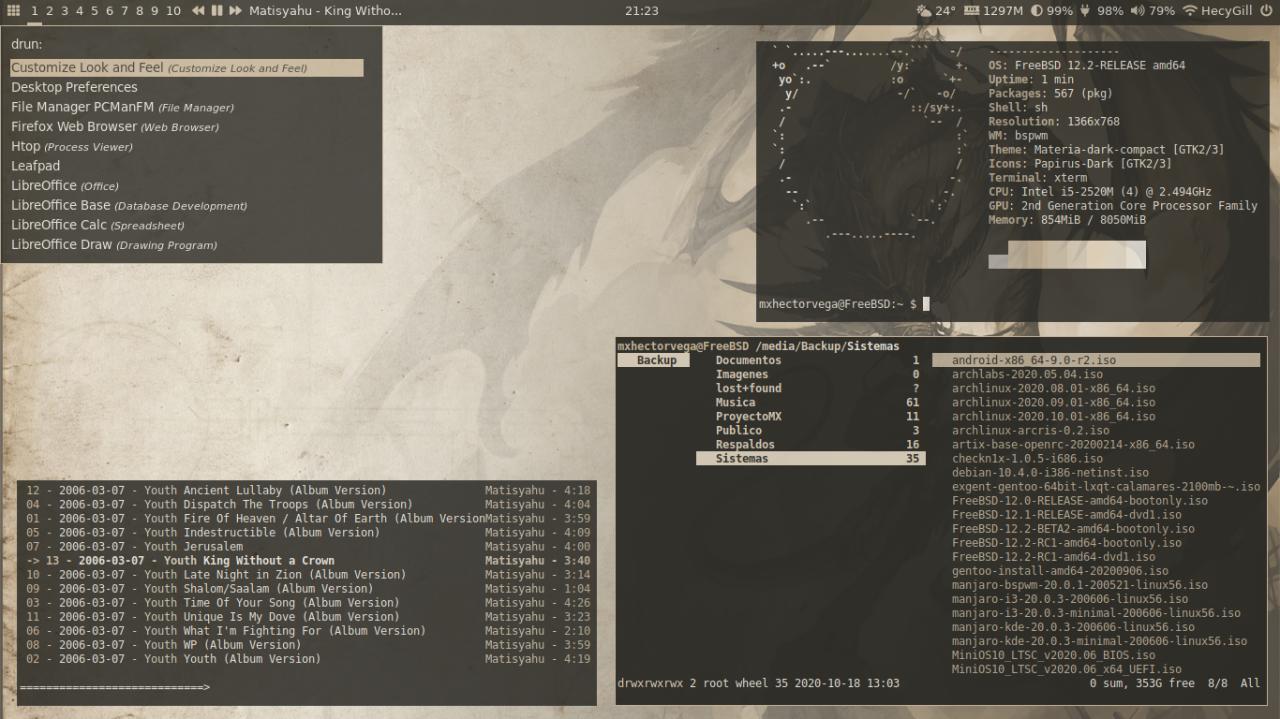 1 2 3 4 5 6 7 8 9 10 Matisyahu - King Witho... 21:23 24° 1297M 99% 98% 79% HecyGill
drun:
Customize Look and Feel (Customize Look and Feel)
Desktop Preferences
File Manager PCManFM (File Manager)
Firefox Web Browser (Web Browser)
Htop (Process Viewer)
Leafpad
LibreOffice (Office)
LibreOffice Base (Database Development)
LibreOffice Calc (Spreadsheet)
LibreOffice Draw (Drawing Program)
--------------------
OS: FreeBSD 12.2-RELEASE amd64
Uptime: 1 min
Packages: 567 (pkg)
Shell: sh
Resolution: 1366x768
WM: bspwm
Theme: Materia-dark-compact [GTK2/3]
Icons: Papirus-Dark [GTK2/3]
Terminal: xterm
CPU: Intel i5-2520M (4) @ 2.494GHz
GPU: 2nd Generation Core Processor Family
Memory: 854MiB / 8050MiB
mxhectorvega@FreeBSD:~ $
12 - 2006-03-07 - Youth Ancient Lullaby (Album Version) Matisyahu - 4:18
04 - 2006-03-07 - Youth Dispatch The Troops (Album Version) Matisyahu - 4:04
01 - 2006-03-07 - Youth Fire Of Heaven / Altar Of Earth (Album VersionMatisyahu - 3:59
05 - 2006-03-07 - Youth Indestructible (Album Version) Matisyahu - 4:09
07 - 2006-03-07 - Youth Jerusalem Matisyahu - 4:00
-> 13 - 2006-03-07 - Youth King Without a Crown Matisyahu - 3:40
10 - 2006-03-07 - Youth Late Night in Zion (Album Version) Matisyahu - 3:14
09 - 2006-03-07 - Youth Shalom/Saalam (Album Version) Matisyahu - 1:04
03 - 2006-03-07 - Youth Time Of Your Song (Album Version) Matisyahu - 4:26
11 - 2006-03-07 - Youth Unique Is My Dove (Album Version) Matisyahu - 3:23
06 - 2006-03-07 - Youth What I'm Fighting For (Album Version) Matisyahu - 2:10
08 - 2006-03-07 - Youth WP (Album Version) Matisyahu - 3:59
02 - 2006-03-07 - Youth Youth (Album Version) Matisyahu - 4:19
============================>
mxhectorvega@FreeBSD /media/Backup/Sistemas
Backup
Documentos 1
Imagenes 0
lost+found ?
Musica 61
ProyectoMX 11
Publico 3
Respaldos 16
Sistemas 35
android-x86_64-9.0-r2.iso
archlabs-2020.05.04.iso
archlinux-2020.08.01-x86_64.iso
archlinux-2020.09.01-x86_64.iso
archlinux-2020.10.01-x86_64.iso
archlinux-arcris-0.2.iso
artix-base-openrc-20200214-x86_64.iso
checkn1x-1.0.5-i686.iso
debian-10.4.0-i386-netinst.iso
exgent-gentoo-64bit-lxqt-calamares-2100mb-~.iso
FreeBSD-12.0-RELEASE-amd64-bootonly.iso
FreeBSD-12.1-RELEASE-amd64-dvd1.iso
FreeBSD-12.2-BETA2-amd64-bootonly.iso
FreeBSD-12.2-RC1-amd64-bootonly.iso
FreeBSD-12.2-RC1-amd64-dvd1.iso
gentoo-install-amd64-20200906.iso
manjaro-bspwm-20.0.1-200521-linux56.iso
manjaro-i3-20.0.3-200606-linux56.iso
manjaro-i3-20.0.3-minimal-200606-linux56.iso
manjaro-kde-20.0.3-200606-linux56.iso
manjaro-kde-20.0.3-minimal-200606-linux56.iso
MiniOS10_LTSC_v2020.06_BIOS.iso
MiniOS10_LTSC_v2020.06_x64_UEFI.iso
drwxrwxrwx 2 root wheel 35 2020-10-18 13:03 0 sum, 353G free 8/8 All